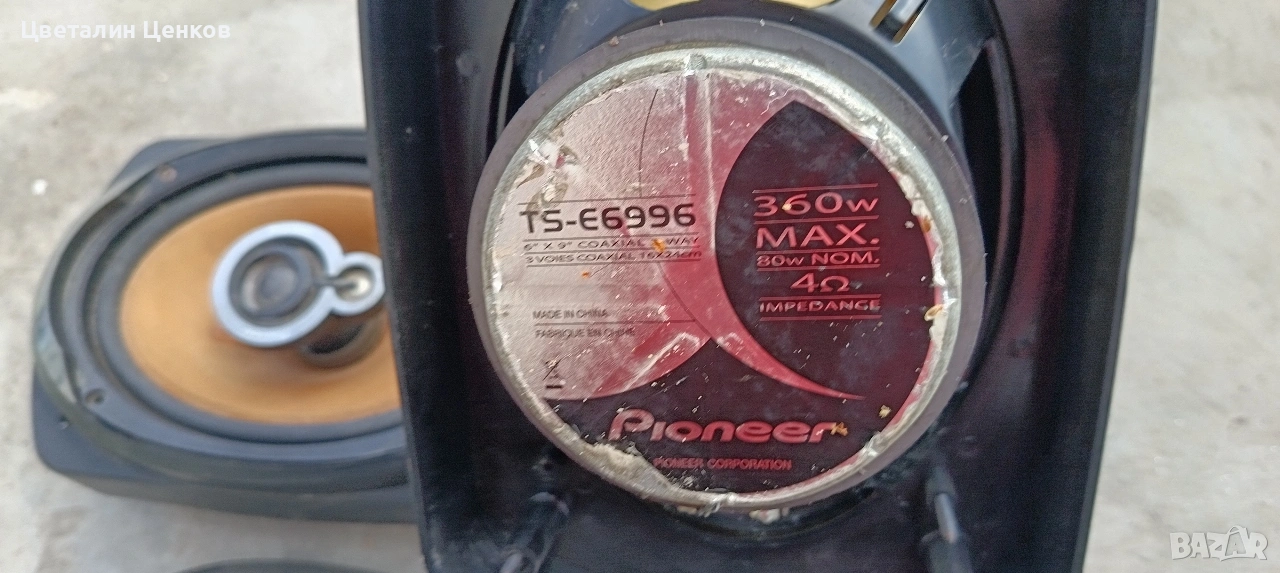 Цветалин Ценков
TS-E6996
6" X 9" COAXIAL WAY
3 VOIES COAXIAL 16X24cm
MADE IN CHINA
FABRIQUE EN CHINE
360w
MAX.
80w NOM.
4Ω
IMPEDANCE
Pioneer
PIONEER CORPORATION
BAZAR